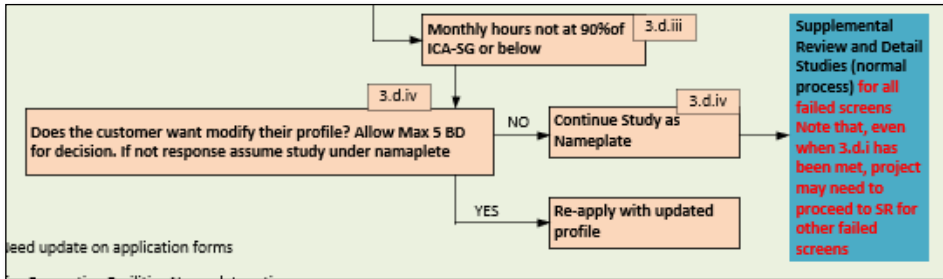 Monthly hours not at 90%of
ICA-SG or below
3.d.iii
3.d.iv
Does the customer want modify their profile? Allow Max 5 BD
for decision. If not response assume study under namaplete
NO
3.d.iv
Continue Study as
Nameplate
Supplemental
Review and Detail
Studies (normal
process) for all
failed screens
Note that, even
when 3.d.i has
been met, project
may need to
proceed to SR for
other failed
screens
YES
Re-apply with updated
profile
update on application forms